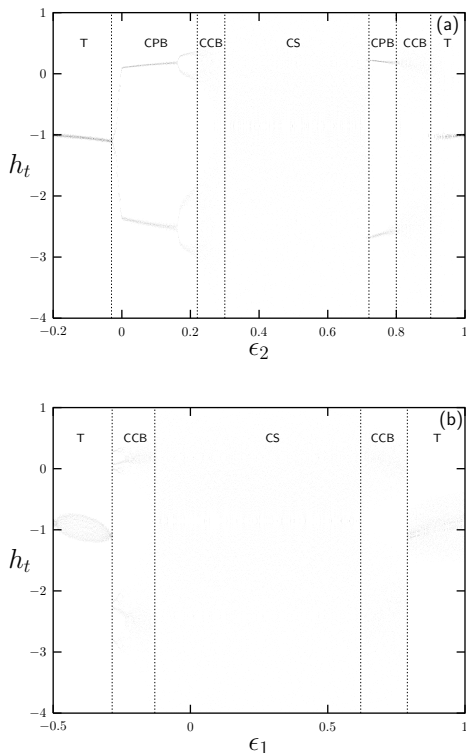 (a)
T CPB CCB CS CPB CCB T
1
0
−1
−2
−3
−4
h_t
−0.2 0 0.2 0.4 0.6 0.8 1
ϵ_2
(b)
T CCB CS CCB T
1
0
−1
−2
−3
−4
h_t
−0.5 0 0.5 1
ϵ_1